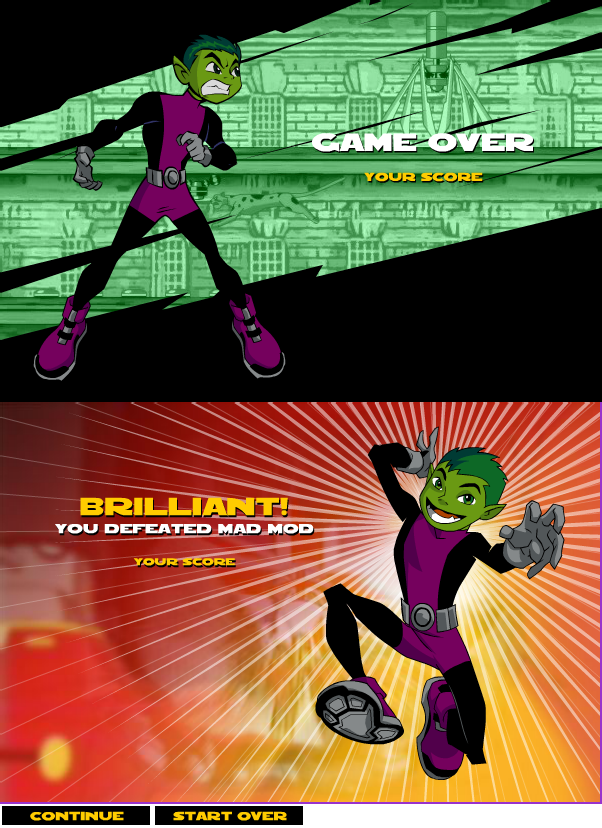 GAME OVER
YOUR SCORE
BRILLIANT!
YOU DEFEATED MAD MOD
YOUR SCORE
CONTINUE
START OVER